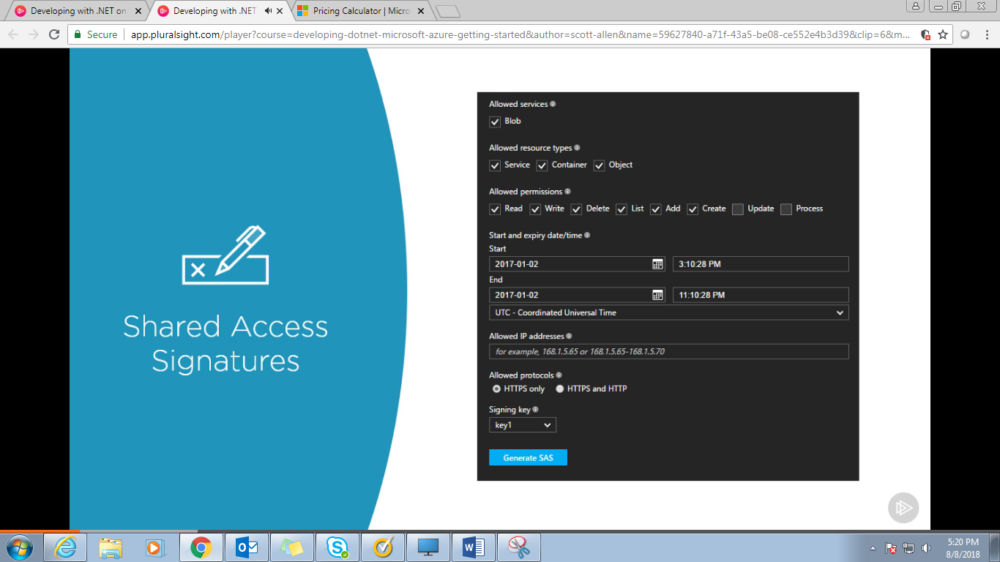 Developing with .NET on
Developing with .NET
Pricing Calculator | Micro
Secure
app.pluralsight.com/player?course=developing-dotnet-microsoft-azure-getting-started&author=scott-allen&name=59627840-a71f-43a5-be08-ce552e4b3d39&clip=6&m...
Shared Access
Signatures
Allowed services
Blob
Allowed resource types
Service Container Object
Allowed permissions
Read Write Delete List Add Create Update Process
Start and expiry date/time
Start
2017-01-02 3:10:28 PM
End
2017-01-02 11:10:28 PM
UTC - Coordinated Universal Time
Allowed IP addresses
for example, 168.1.5.65 or 168.1.5.65-168.1.5.70
Allowed protocols
HTTPS only HTTPS and HTTP
Signing key
key1
Generate SAS
5:20 PM
8/8/2018